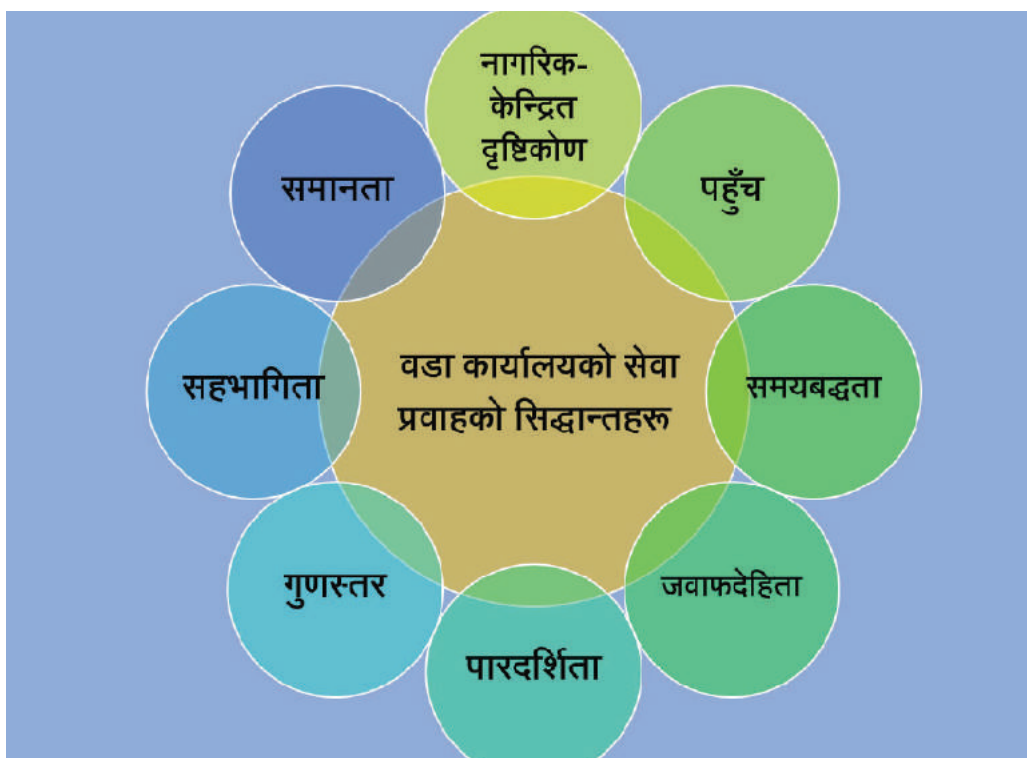 नागरिक-
केन्द्रित
दृष्टिकोण
पहुँच
समयबद्धता
जवाफदेहिता
पारदर्शिता
गुणस्तर
सहभागिता
समानता
वडा कार्यालयको सेवा
प्रवाहको सिद्धान्तहरू